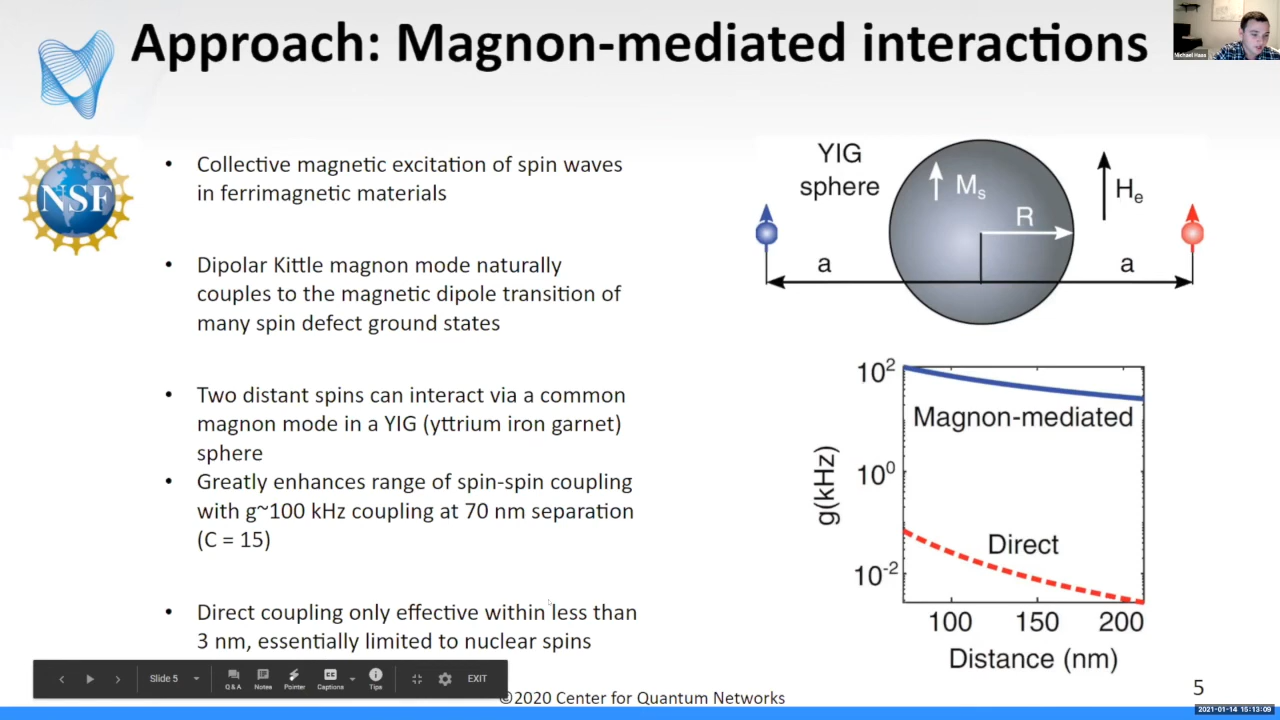 Approach: Magnon-mediated interactions
Michael Haas
NSF
• Collective magnetic excitation of spin waves
in ferrimagnetic materials
• Dipolar Kittle magnon mode naturally
couples to the magnetic dipole transition of
many spin defect ground states
• Two distant spins can interact via a common
magnon mode in a YIG (yttrium iron garnet)
sphere
• Greatly enhances range of spin-spin coupling
with g~100 kHz coupling at 70 nm separation
(C = 15)
• Direct coupling only effective within less than
3 nm, essentially limited to nuclear spins
YIG
sphere
Ms
He
R
a
a
10²
10⁰
10⁻²
g(kHz)
Magnon-mediated
Direct
100 150 200
Distance (nm)
Slide 5
Q & A
Notes
Pointer
Captions
Tips
EXIT
©2020 Center for Quantum Networks
5
2021-01-14 15:13:09